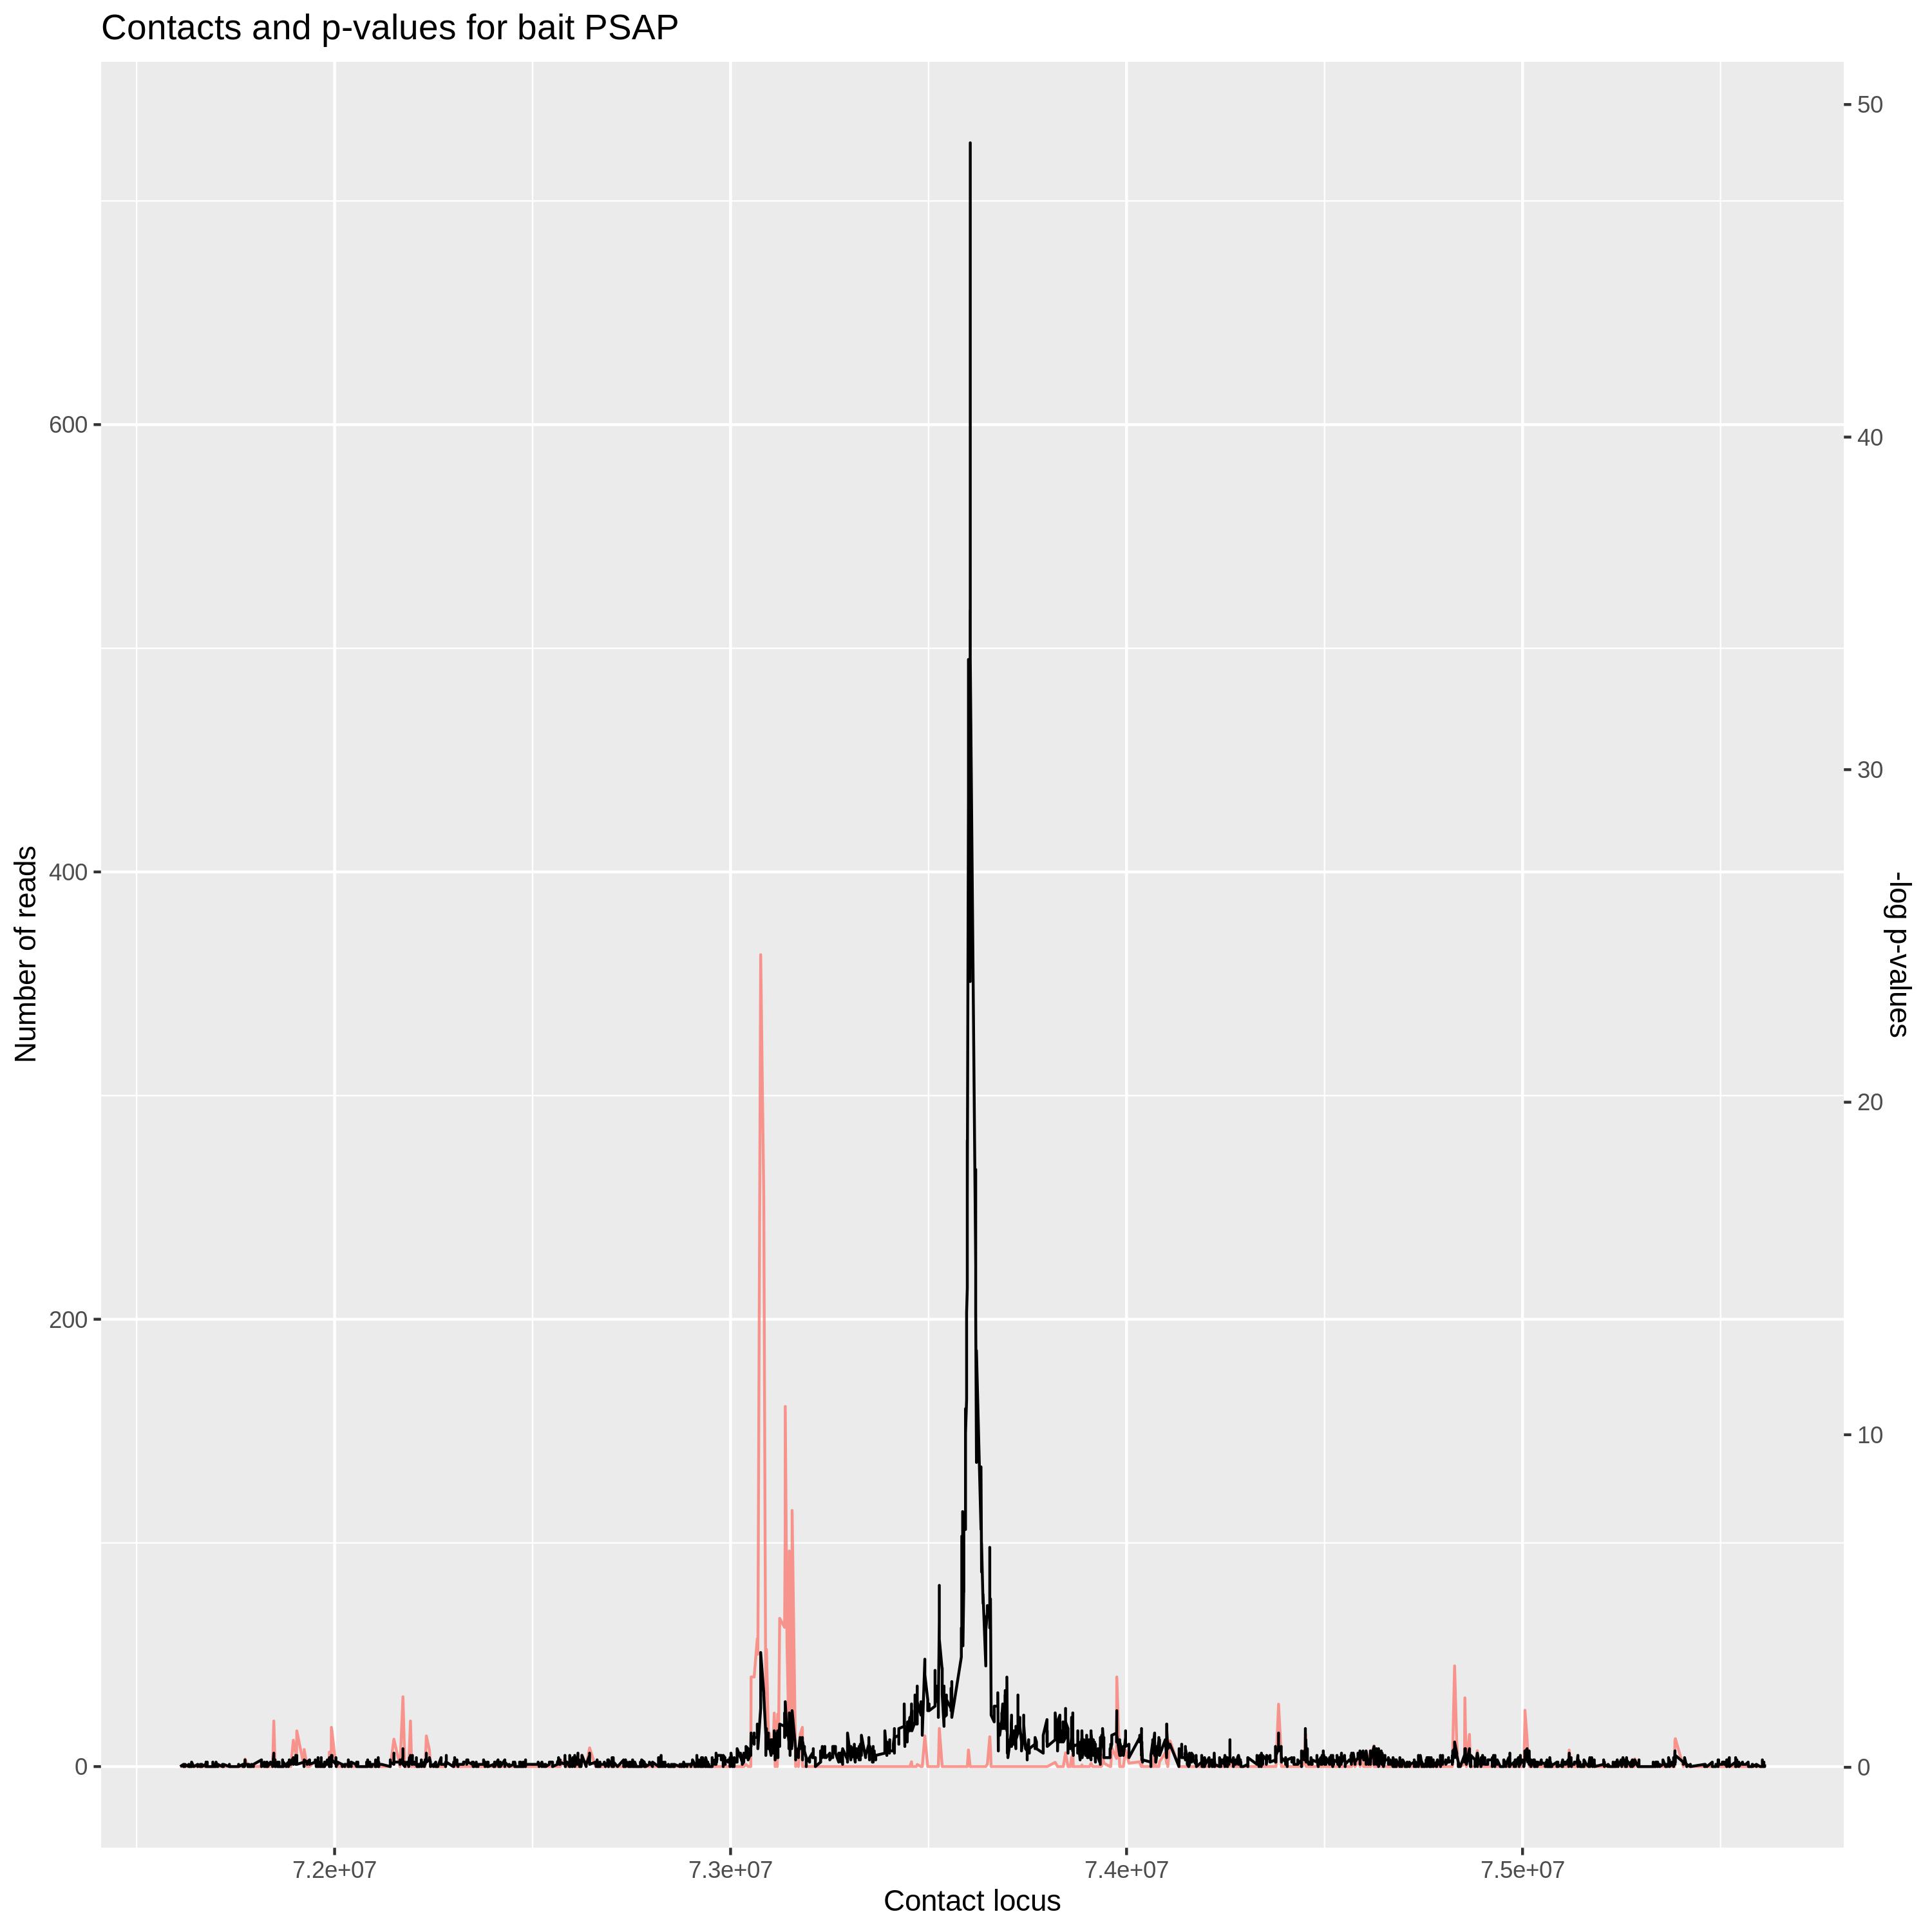 Contacts and p-values for bait PSAP
50
600
40
30
Number of reads
400
-log p-values
20
200
10
0
0
7.2e+07 7.3e+07 7.4e+07 7.5e+07
Contact locus